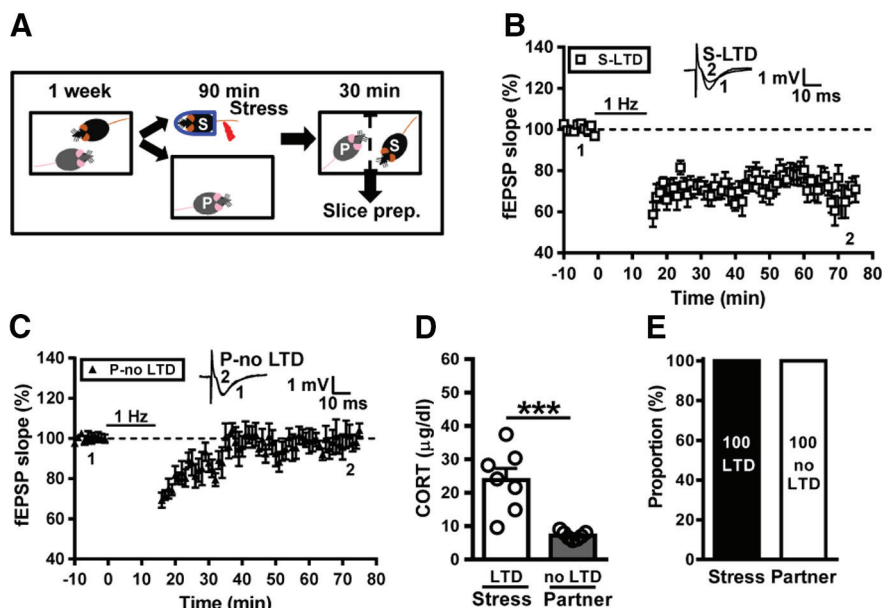 A
1 week
90 min
30 min
Stress
S
P
P
S
Slice prep.
B
140
120
100
80
60
40
fEPSP slope (%)
S-LTD
S-LTD
2
1
1 mV
10 ms
1 Hz
1
2
-10 0 10 20 30 40 50 60 70 80
Time (min)
C
140
120
100
80
60
40
fEPSP slope (%)
P-no LTD
P-no LTD
2
1
1 mV
10 ms
1 Hz
1
2
-10 0 10 20 30 40 50 60 70 80
Time (min)
D
60
50
40
30
20
10
0
CORT (µg/dl)
***
LTD no LTD
Stress Partner
E
100
80
60
40
20
0
Proportion (%)
100
LTD
100
no
LTD
Stress Partner